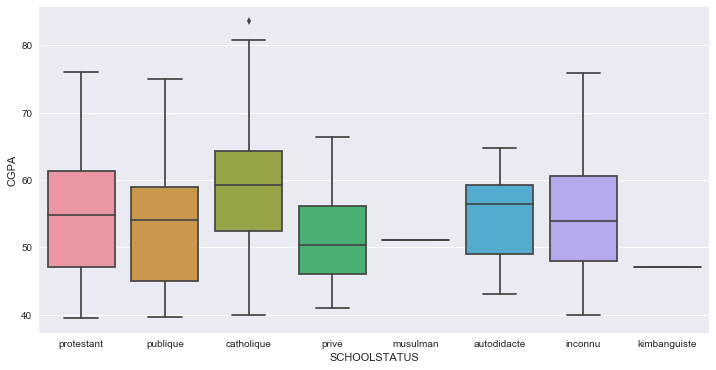 CGPA
80
70
60
50
40
protestant publique catholique privé musulman autodidacte inconnu kimbanguiste
SCHOOLSTATUS